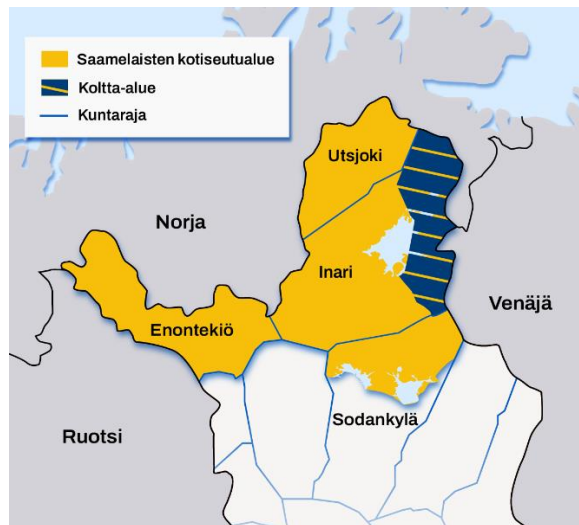 Saamelaisten kotiseutualue
Koltta-alue
Kuntaraja
Utsjoki
Norja
Inari
Venäjä
Enontekiö
Sodankylä
Ruotsi